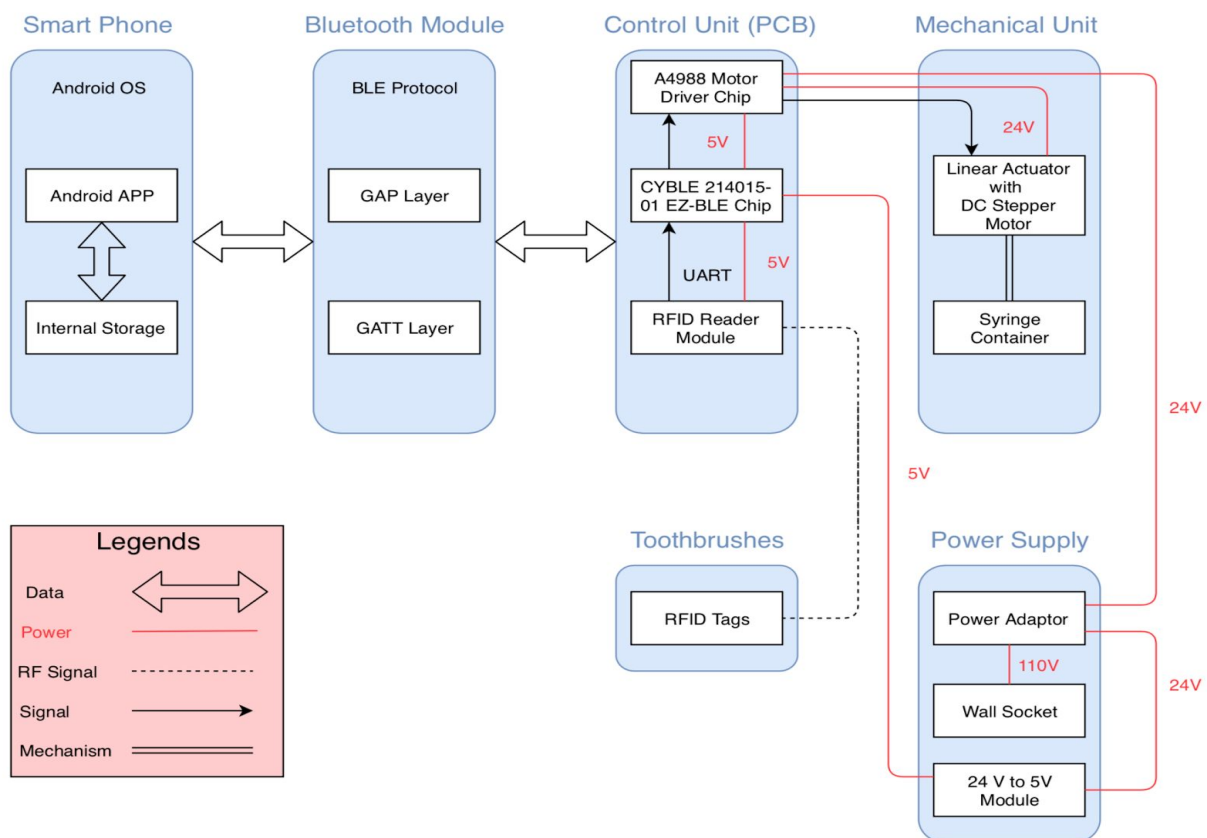 Smart Phone
Bluetooth Module
Control Unit (PCB)
Mechanical Unit
Android OS
Android APP
Internal Storage
BLE Protocol
GAP Layer
GATT Layer
A4988 Motor
Driver Chip
5V
CYBLE 214015-
01 EZ-BLE Chip
UART
5V
RFID Reader
Module
24V
Linear Actuator
with
DC Stepper
Motor
Syringe
Container
24V
5V
Legends
Data
Power
RF Signal
Signal
Mechanism
Toothbrushes
RFID Tags
Power Supply
Power Adaptor
110V
Wall Socket
24V
24 V to 5V
Module